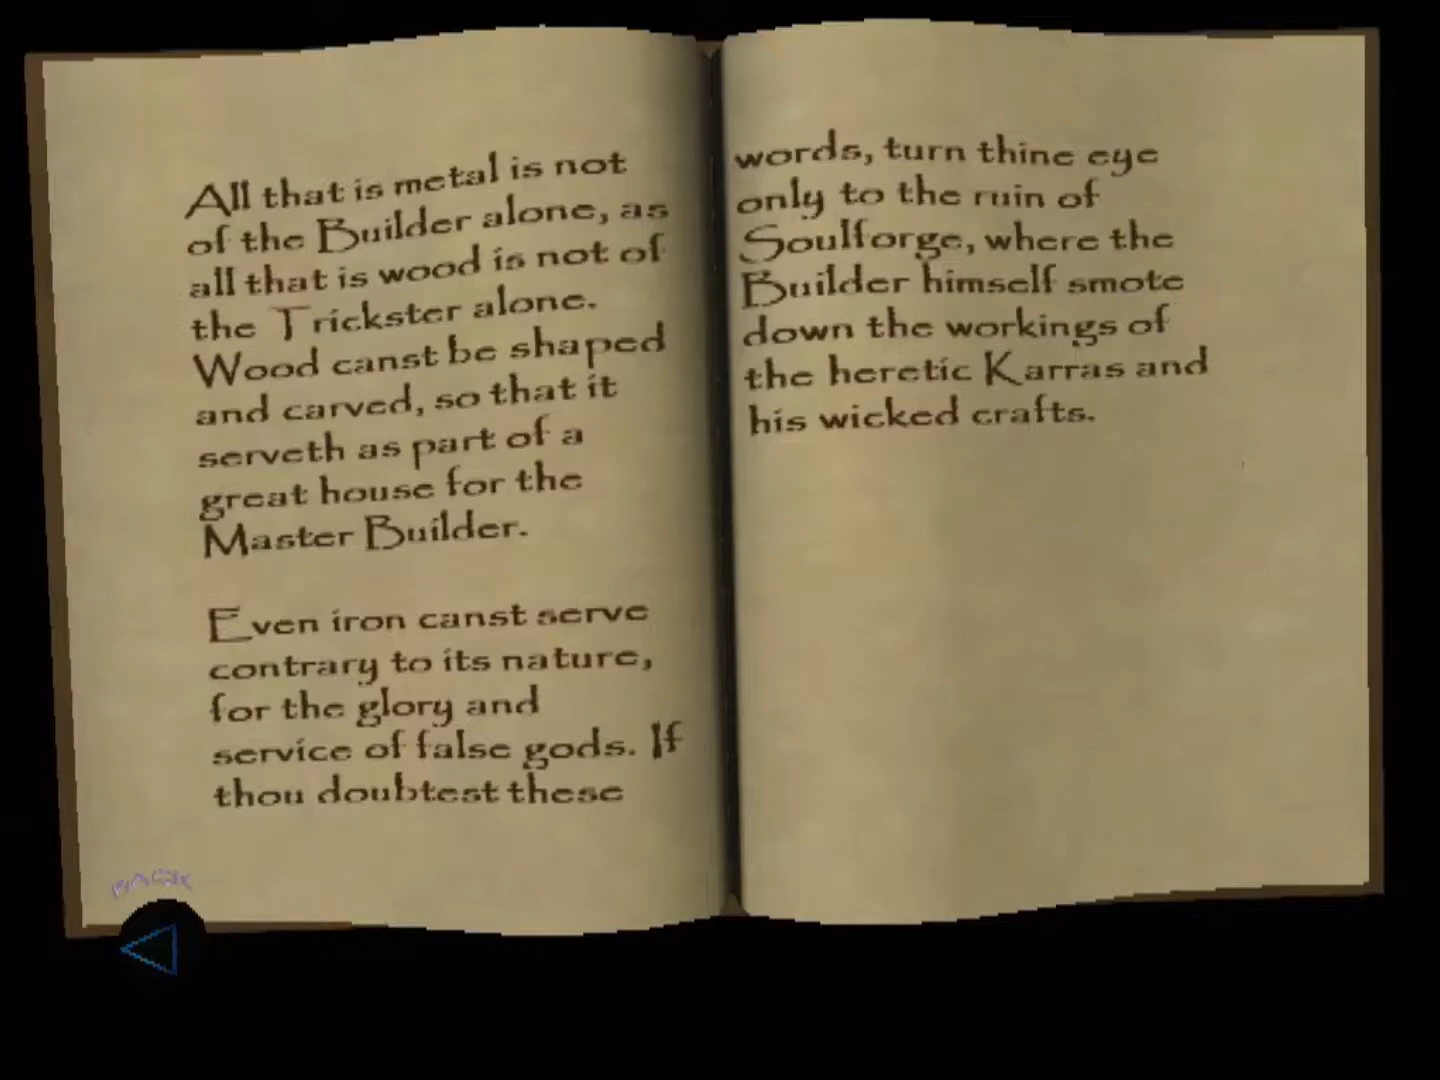 All that is metal is not
of the Builder alone, as
all that is wood is not of
the Trickster alone.
Wood canst be shaped
and carved, so that it
serveth as part of a
great house for the
Master Builder.
Even iron canst serve
contrary to its nature,
for the glory and
service of false gods. If
thou doubtest these
words, turn thine eye
only to the ruin of
Soulforge, where the
Builder himself smote
down the workings of
the heretic Karras and
his wicked crafts.
BACK